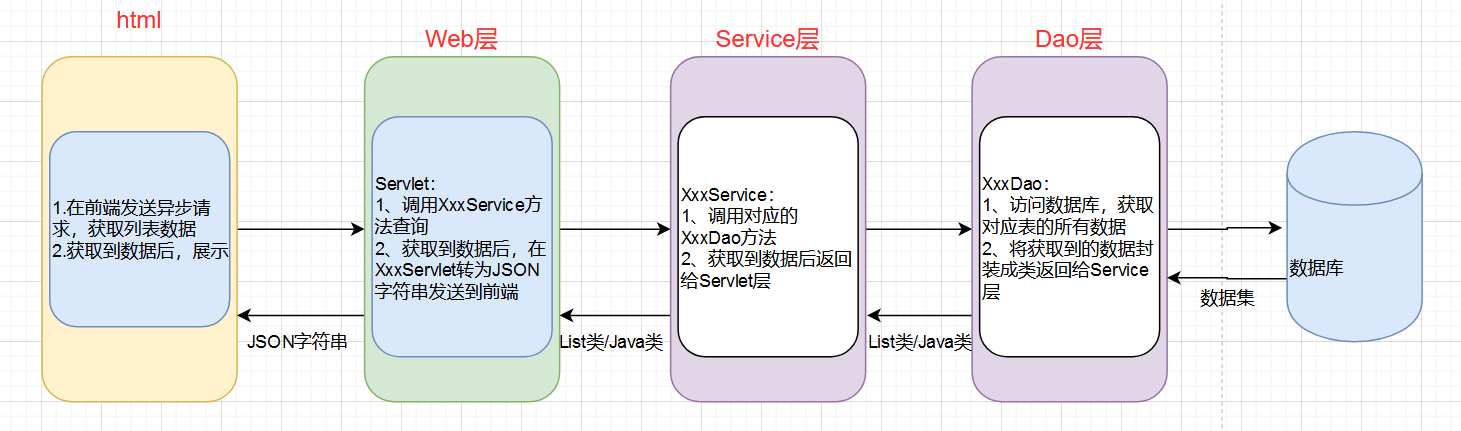 html
Web层
Service层
Dao层
1.在前端发送异步请
求，获取列表数据
2.获取到数据后，展示
Servlet：
1、调用XxxService方
法查询
2、获取到数据后，在
XxxServlet转为JSON
字符串发送到前端
XxxService：
1、调用对应的
XxxDao方法
2、获取到数据后返回
给Servlet层
XxxDao：
1、访问数据库，获取
对应表的所有数据
2、将获取到的数据封
装成类返回给Service
层
数据库
JSON字符串
List类/Java类
List类/Java类
数据集